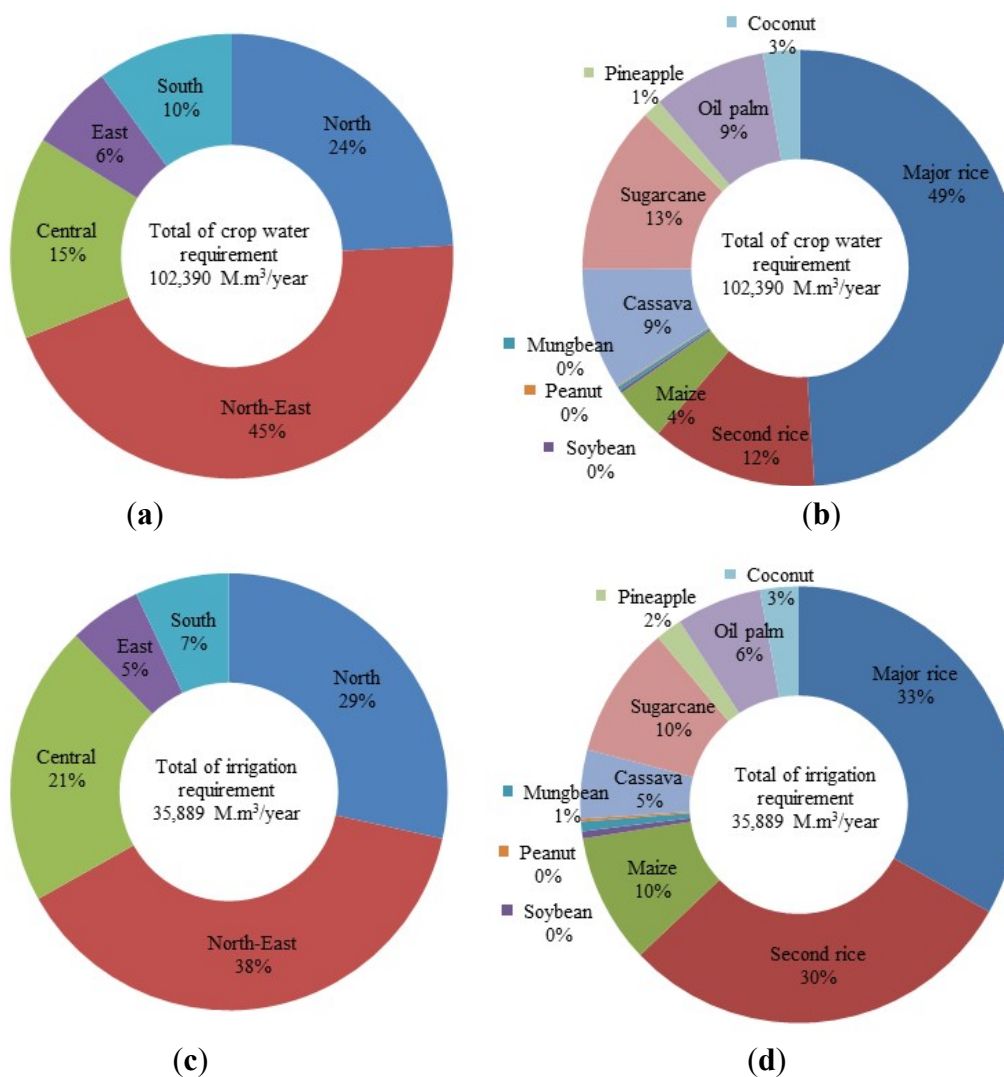 South
10%
North
24%
East
6%
Central
15%
Total of crop water
requirement
102,390 M.m³/year
North-East
45%
(a)
Coconut
3%
Pineapple
1%
Oil palm
9%
Major rice
49%
Sugarcane
13%
Total of crop water
requirement
102,390 M.m³/year
Cassava
9%
Mungbean
0%
Peanut
0%
Maize
4%
Soybean
0%
Second rice
12%
(b)
South
7%
East
5%
North
29%
Central
21%
Total of irrigation
requirement
35,889 M.m³/year
North-East
38%
(c)
Coconut
3%
Pineapple
2%
Oil palm
6%
Major rice
33%
Sugarcane
10%
Total of irrigation
requirement
35,889 M.m³/year
Cassava
5%
Mungbean
1%
Peanut
0%
Maize
10%
Soybean
0%
Second rice
30%
(d)